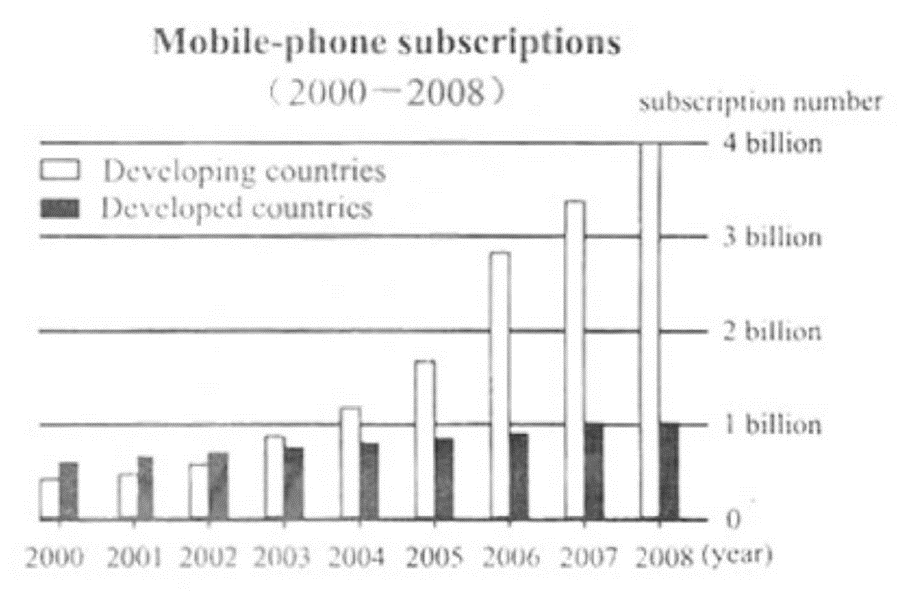 Mobile-phone subscriptions
（2000－2008）
subscription number
4 billion
Developing countries
Developed countries
3 billion
2 billion
1 billion
0
2000 2001 2002 2003 2004 2005 2006 2007 2008 (year)